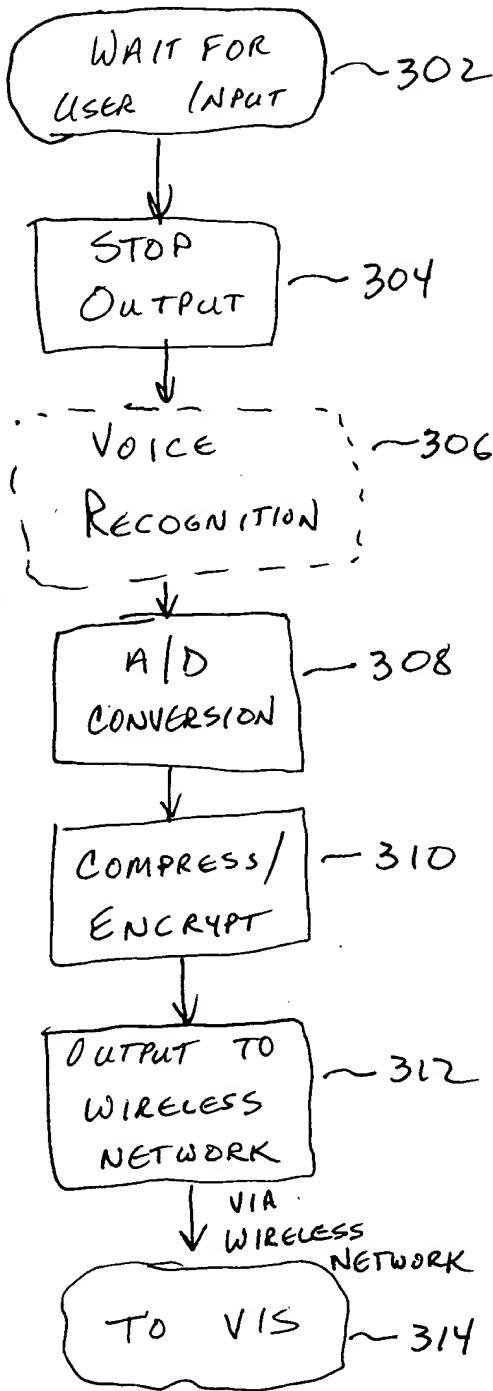 WAIT FOR
USER INPUT
302
STOP
OUTPUT
304
VOICE
RECOGNITION
306
A/D
CONVERSION
308
COMPRESS/
ENCRYPT
310
OUTPUT TO
WIRELESS
NETWORK
312
VIA
WIRELESS
NETWORK
TO VIS
314